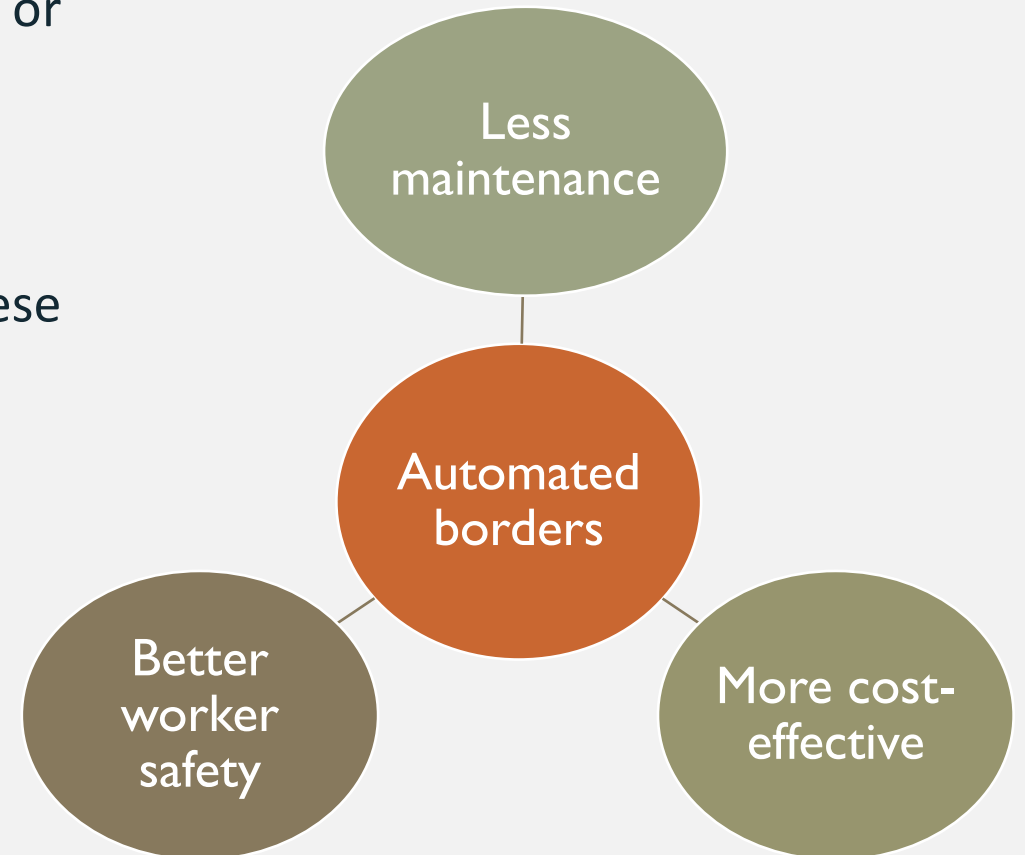 or
ese
Less
maintenance
Automated
borders
Better
worker
safety
More cost-
effective